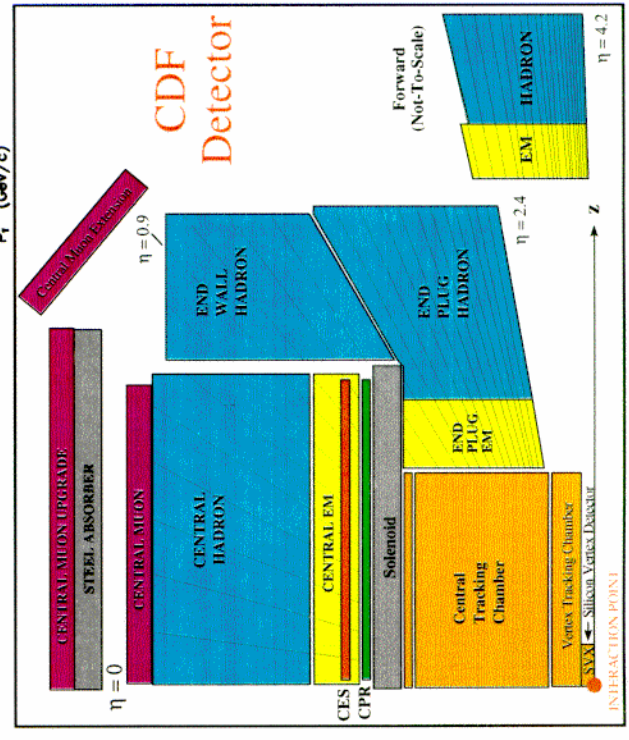 P_T (GeV/c)
CDF
Detector
Central Muon Extension
CENTRAL MUON UPGRADE
STEEL ABSORBER
η = 0
η = 0.9
CENTRAL MUON
CENTRAL
HADRON
END
WALL
HADRON
CENTRAL EM
CES
CPR
Solenoid
END
PLUG
HADRON
END
PLUG
EM
η = 2.4
Forward
(Not-To-Scale)
EM
HADRON
η = 4.2
Central
Tracking
Chamber
Vertex Tracking Chamber
SVX
Silicon Vertex Detector
Z
INTERACTION POINT